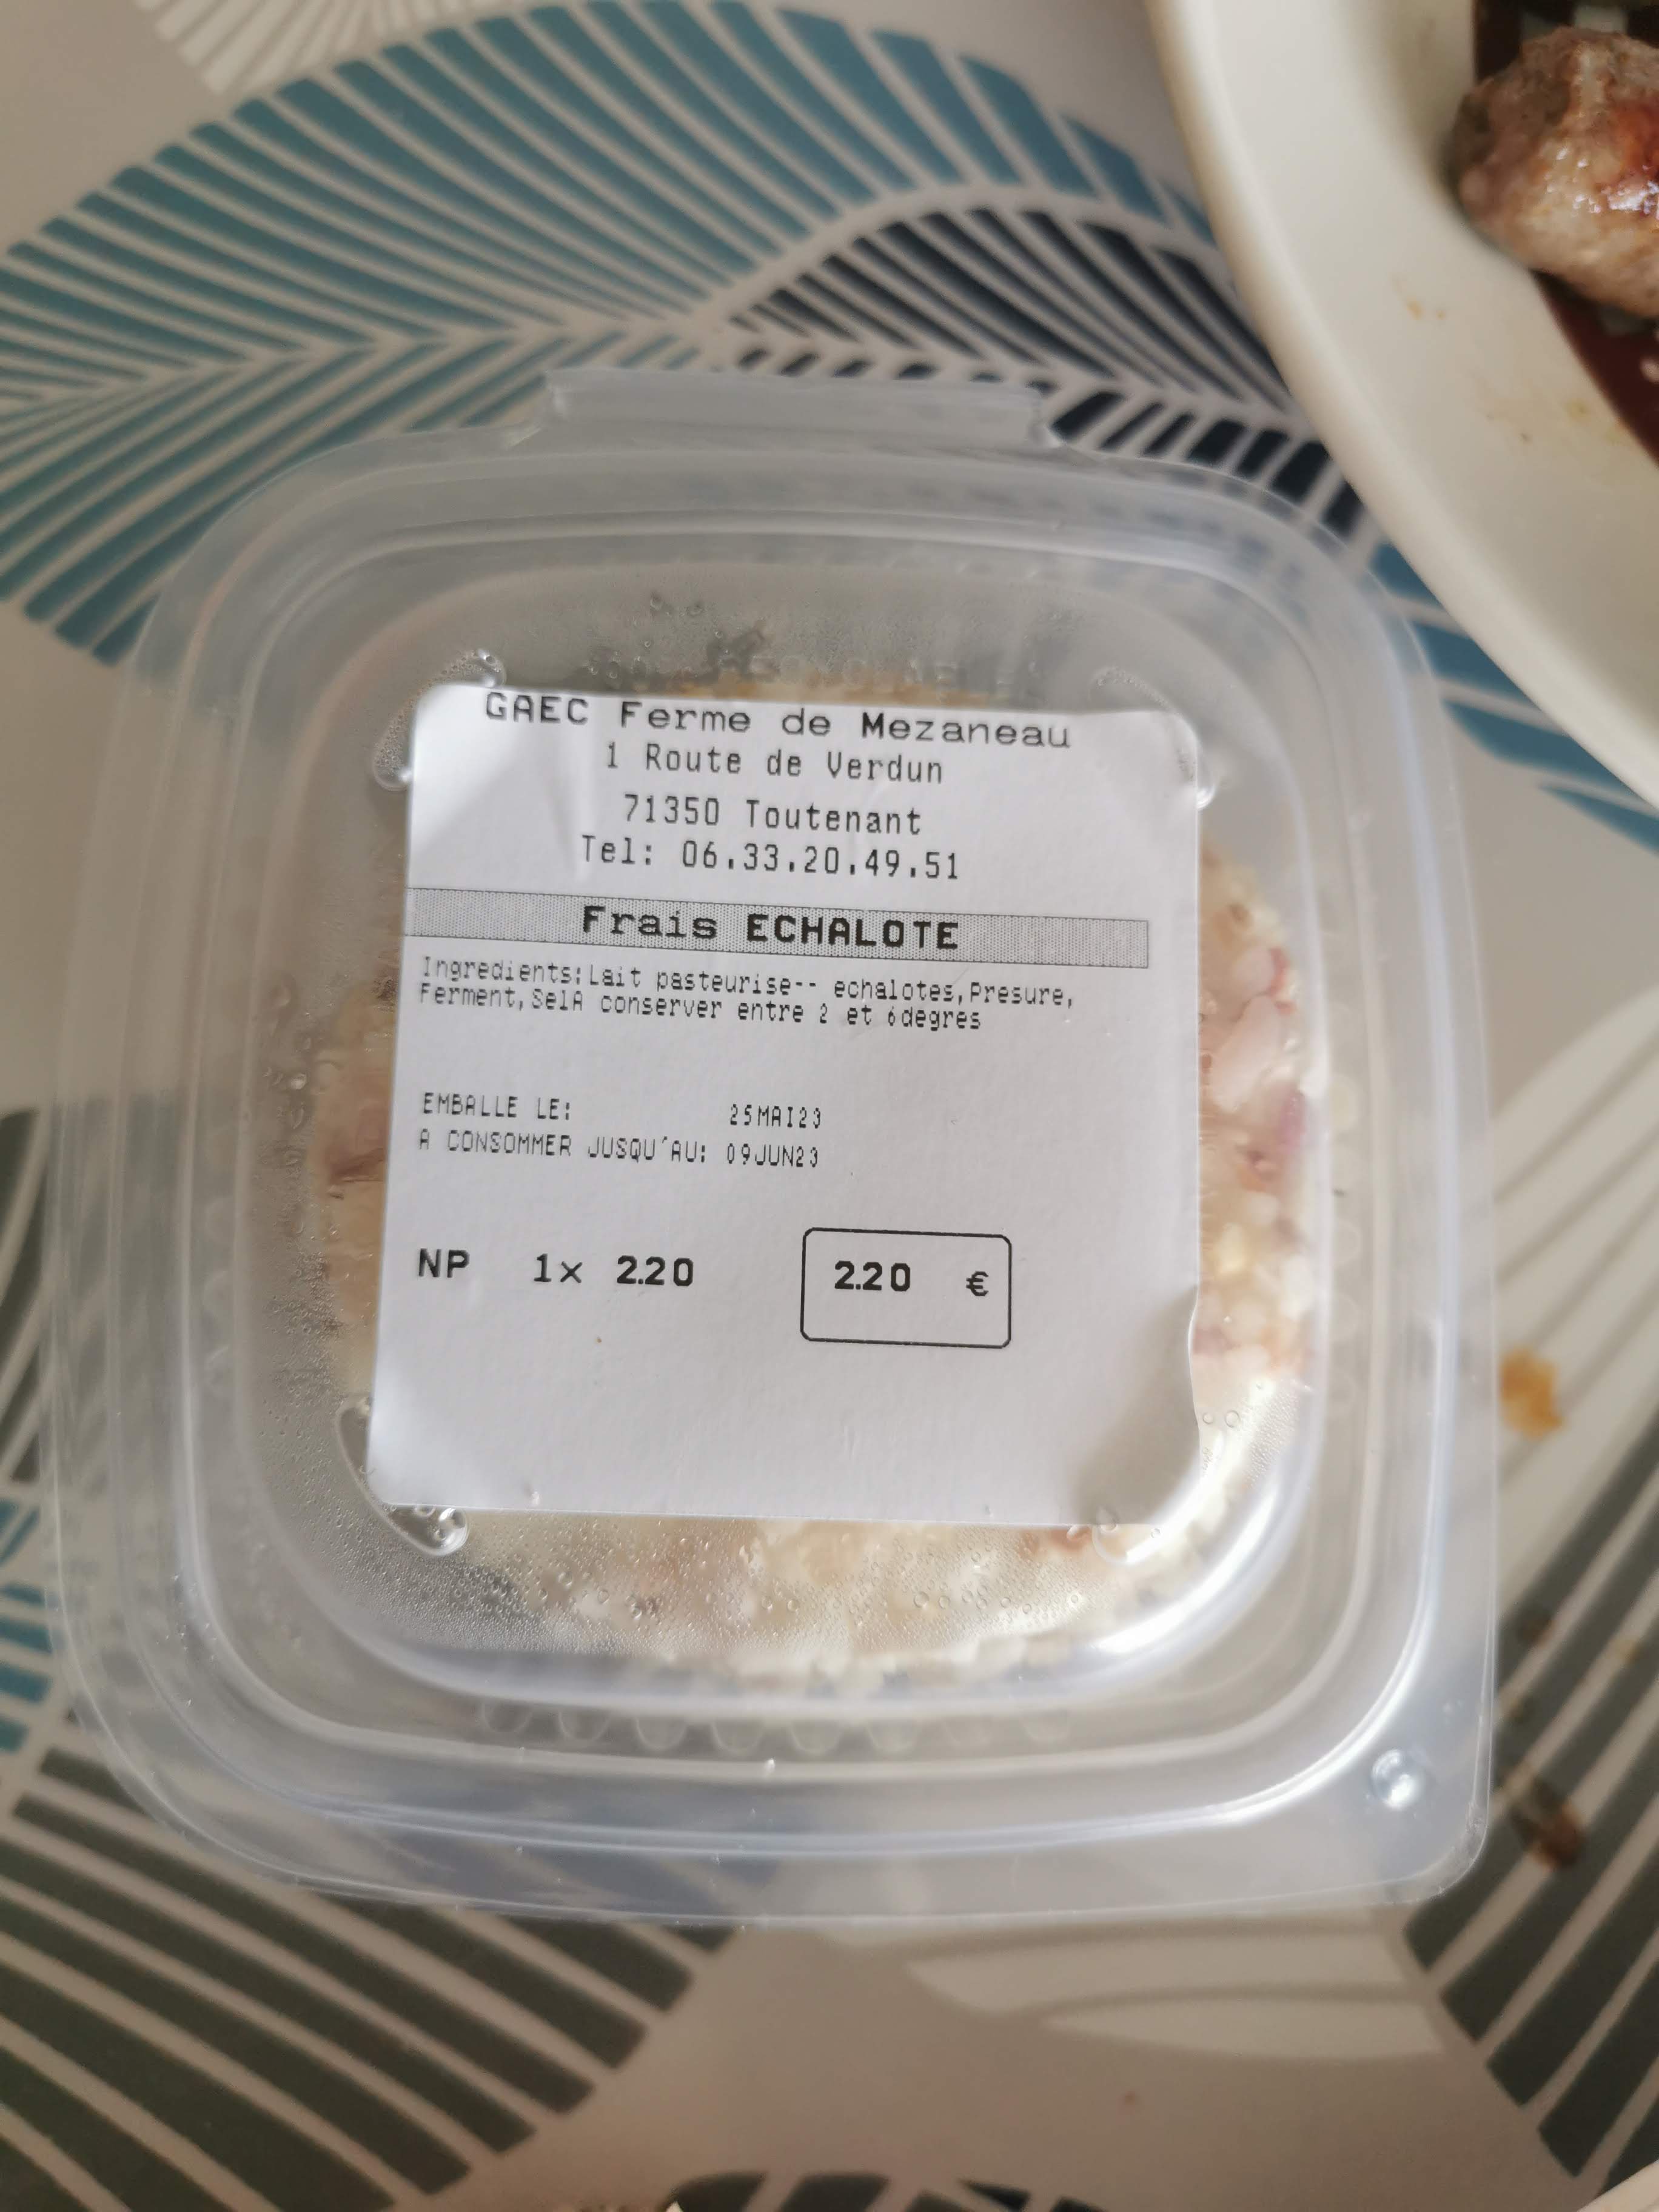 GAEC Ferme de Mezaneau
1 Route de Verdun
71350 Toutenant
Tel: 06.33.20.49.51
Frais ECHALOTE
Ingredients:Lait pasteurise-- echalotes,Presure,
Ferment,SelA conserver entre 2 et 6degres
EMBALLE LE: 25MAI23
A CONSOMMER JUSQU'AU: 09JUN23
NP 1x 2.20 2.20 €